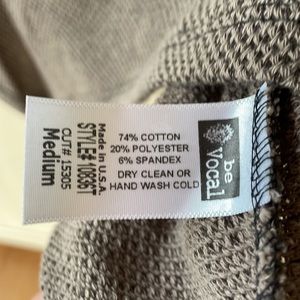 be
Vocal
74% COTTON
20% POLYESTER
6% SPANDEX
DRY CLEAN OR
HAND WASH COLD
Made in U.S.A.
STYLE# 10836T
CUT# 15305
Medium